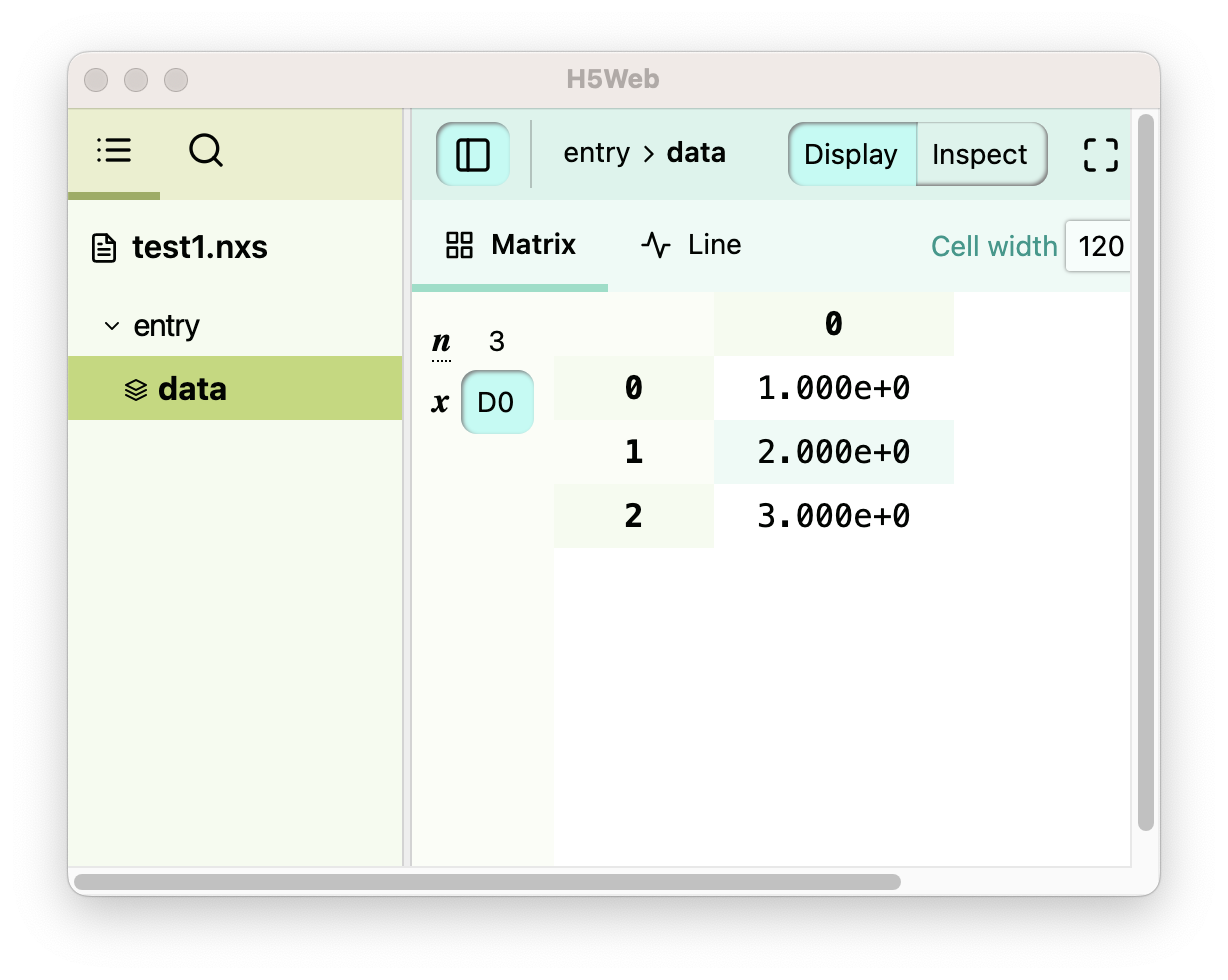 H5Web
entry > data
Display Inspect
test1.nxs
Matrix Line Cell width 120
entry
data
n 3
x D0
0
0 1.000e+0
1 2.000e+0
2 3.000e+0